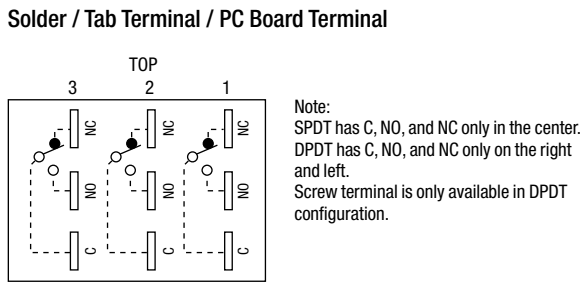 Solder / Tab Terminal / PC Board Terminal
TOP
3 2 1
NC NC NC
NO NO NO
C C C
Note:
SPDT has C, NO, and NC only in the center.
DPDT has C, NO, and NC only on the right
and left.
Screw terminal is only available in DPDT
configuration.